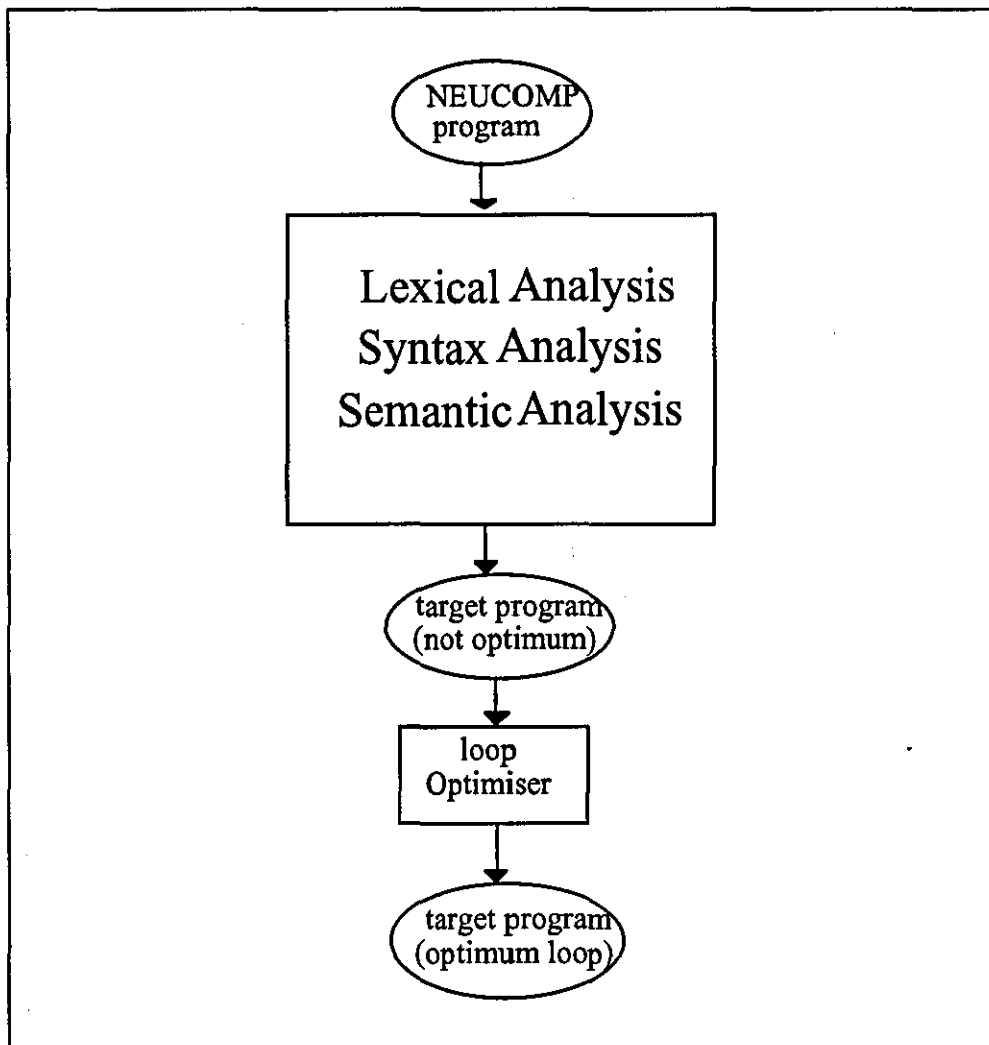 NEUCOMP
program
Lexical Analysis
Syntax Analysis
Semantic Analysis
target program
(not optimum)
loop
Optimiser
target program
(optimum loop)